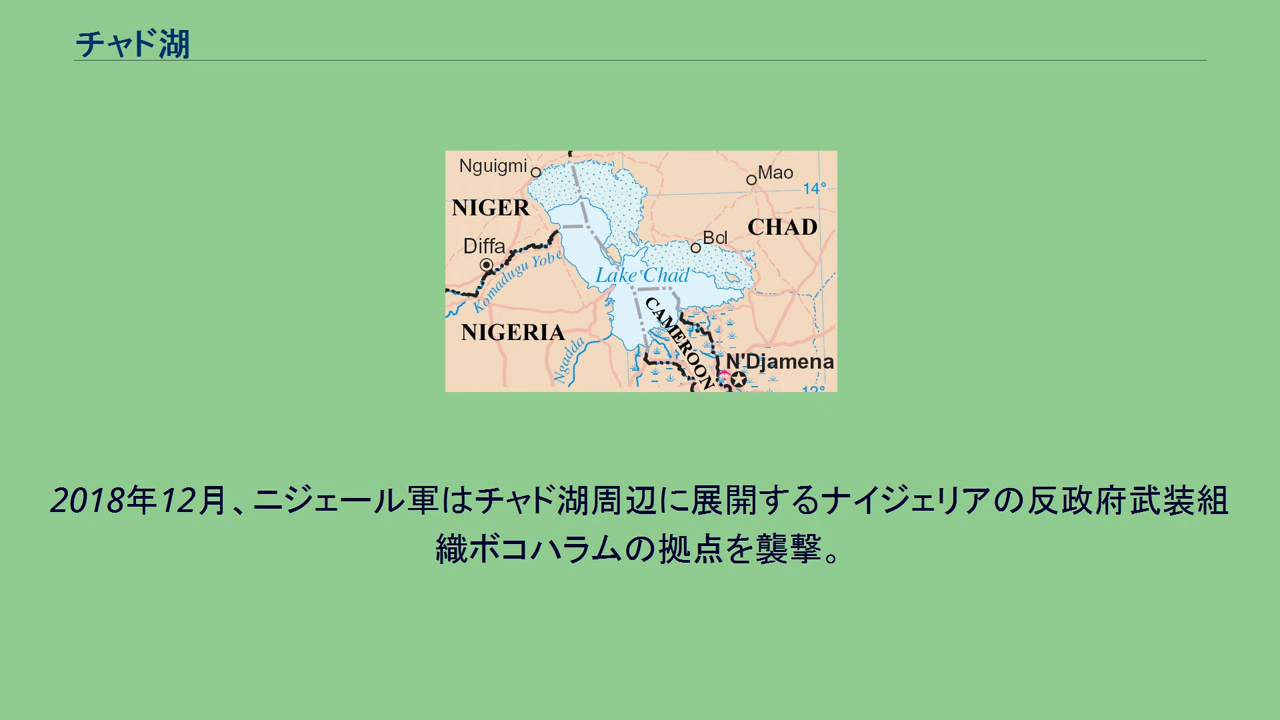 チャド湖
Nguigmi
Mao
14°
NIGER
CHAD
Diffa
Bol
Komadugu Yobe
Lake Chad
CAMEROON
NIGERIA
Ngadda
N'Djamena
2018年12月、ニジェール軍はチャド湖周辺に展開するナイジェリアの反政府武装組
織ボコハラムの拠点を襲撃。